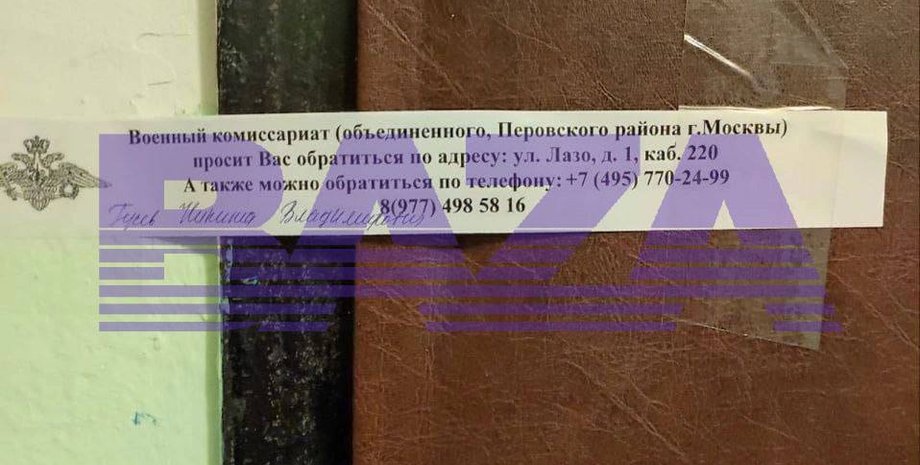 Военный комиссариат (объединенного, Перовского района г.Москвы)
просит Вас обратиться по адресу: ул. Лазо, д. 1, каб. 220
А также можно обратиться по телефону: +7 (495) 770-24-99
8(977) 498 58 16
Гусев Никита Владимирович
BAZA